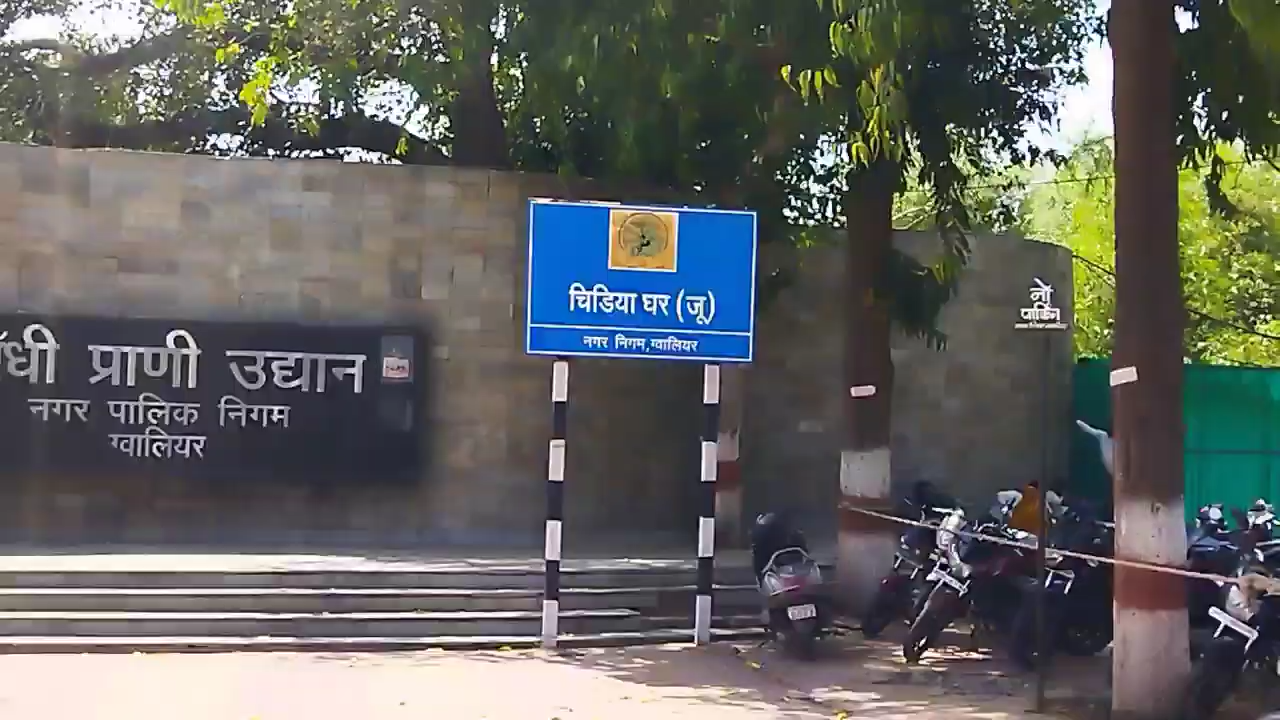 प्राणी उद्यान
नगर पालिक निगम
ग्वालियर
चिडिया घर (जू)
नगर निगम,ग्वालियर
नो
पार्किंग